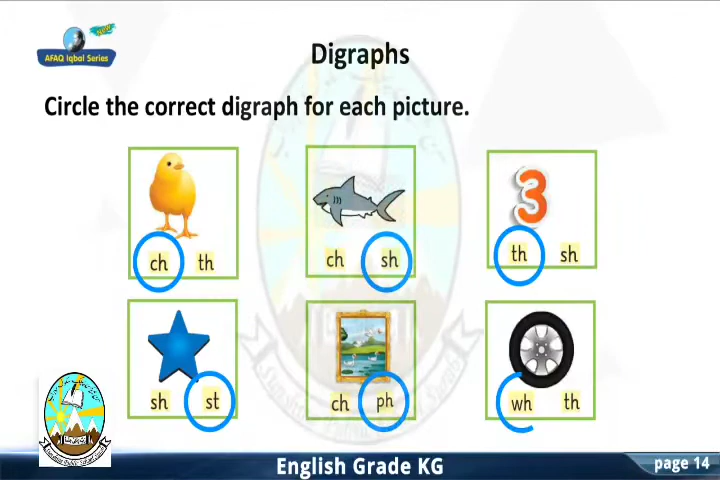 NEW
AFAQ Iqbal Series
Digraphs
Circle the correct digraph for each picture.
3
ch th
ch sh
th sh
sh st
ch ph
wh th
English Grade KG
page 14